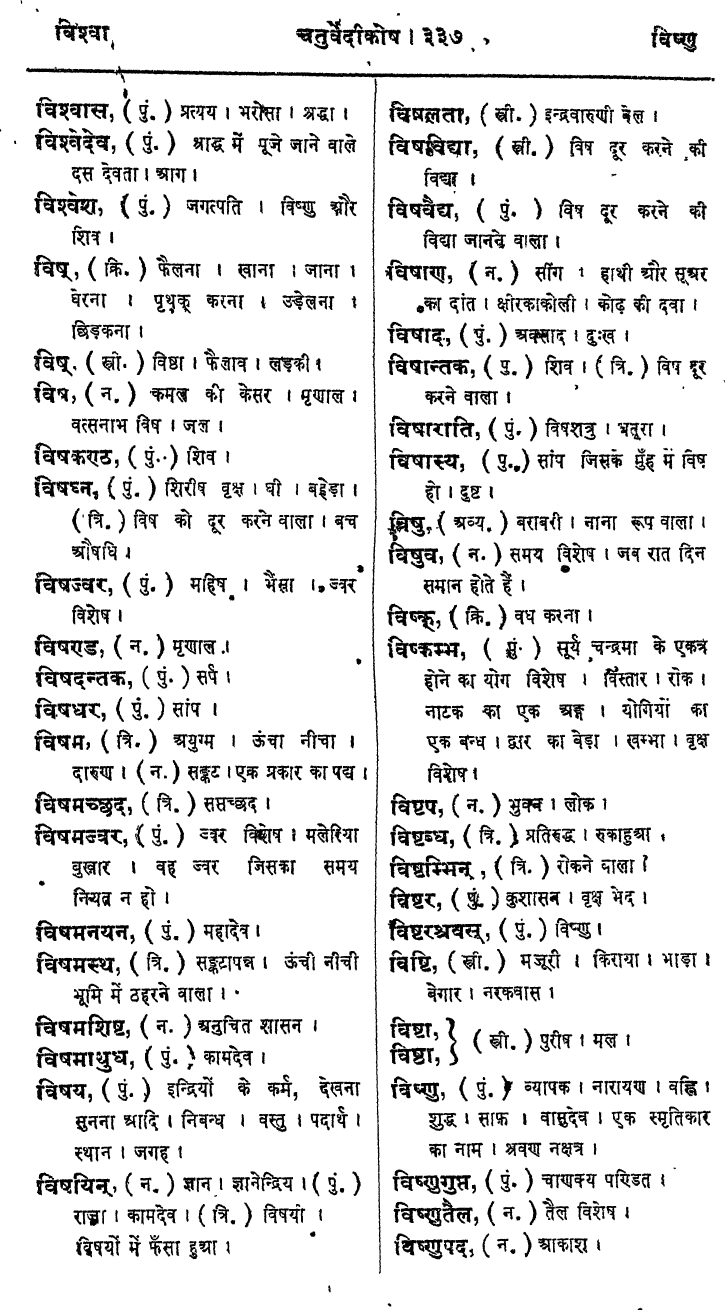 विश्वा
चतुर्वेदीकोष । ३३७
विष्णु
विश्वास, ( पुं. ) प्रत्यय । भरोसा । श्रद्धा ।
विश्वेदेव, ( पुं. ) श्राद्ध में पूजे जाने वाले
दस देवता । आग ।
विश्वेश, ( पुं. ) जगत्पति । विष्णु और
शिव ।
विष्, ( क्रि. ) फैलना । खाना । जाना ।
घेरना । पृथक् करना । उड़ेलना ।
छिड़कना ।
विष्. ( स्त्री. ) विष्ठा । फैलाव । लड़की ।
विष, ( न. ) कमल की केसर । मृणाल ।
वत्सनाभ विष । जल ।
विषकण्ठ, ( पुं. ) शिव ।
विषघ्न, ( पुं. ) शिरीष वृक्ष । घी । बहेड़ा ।
( त्रि. ) विष को दूर करने वाला । बच
औषधि ।
विषज्वर, ( पुं. ) महिष । भैंसा । ज्वर
विशेष ।
विषण्ड, ( न. ) मृणाल ।
विषदन्तक, ( पुं. ) सर्प ।
विषधर, ( पुं. ) सांप ।
विषम, ( त्रि. ) अयुग्म । ऊंचा नीचा ।
दारुण । ( न. ) सङ्कट । एक प्रकार का पद्य ।
विषमच्छद, ( त्रि. ) सप्तच्छद ।
विषमज्वर, ( पुं. ) ज्वर विशेष । मलेरिया
बुखार । वह ज्वर जिसका समय
नियत न हो ।
विषमनयन, ( पुं. ) महादेव ।
विषमस्थ, ( त्रि. ) सङ्कटापन्न । ऊंची नीची
भूमि में ठहरने वाला ।
विषमशिष्ट, ( न. ) अनुचित शासन ।
विषमायुध, ( पुं. ) कामदेव ।
विषय, ( पुं. ) इन्द्रियों के कर्म, देखना
सुनना आदि । निबन्ध । वस्तु । पदार्थ ।
स्थान । जगह ।
विषयिन्, ( न. ) ज्ञान । ज्ञानेन्द्रिय । ( पुं. )
राजा । कामदेव । ( त्रि. ) विषयी ।
विषयों में फँसा हुआ ।
विषलता, ( स्त्री. ) इन्द्रवारुणी बेल ।
विषविद्या, ( स्त्री. ) विष दूर करने की
विद्या ।
विषवैद्य, ( पुं. ) विष दूर करने की
विद्या जानने वाला ।
विषाण, ( न. ) सींग । हाथी और सूअर
का दांत । क्षीरकाकोली । कोढ़ की दवा ।
विषाद, ( पुं. ) अवसाद । दुःख ।
विषान्तक, ( पु. ) शिव । ( त्रि. ) विष दूर
करने वाला ।
विषाराति, ( पुं. ) विषशत्रु । धतूरा ।
विषास्य, ( पु. ) सांप जिसके मुँह में विष
हो । दुष्ट ।
विषु, ( अव्य. ) बराबरी । नाना रूप वाला ।
विषुव, ( न. ) समय विशेष । जब रात दिन
समान होते हैं ।
विष्क्, ( क्रि. ) वध करना ।
विष्कम्भ, ( पुं. ) सूर्य चन्द्रमा के एकत्र
होने का योग विशेष । विस्तार । रोक ।
नाटक का एक अङ्ग । योगियों का
एक बन्ध । द्वार का बेड़ा । खम्भा । वृक्ष
विशेष ।
विष्टप, ( न. ) भुवन । लोक ।
विष्टब्ध, ( त्रि. ) प्रतिरुद्ध । रुकाहुआ ।
विष्टम्भिन्, ( त्रि. ) रोकने वाला ।
विष्टर, ( पुं. ) कुशासन । वृक्ष भेद ।
विष्टरश्रवस्, ( पुं. ) विष्णु ।
विष्टि, ( स्त्री. ) मजूरी । किराया । भाड़ा ।
बेगार । नरकवास ।
विष्टा, }
विष्ठा, } ( स्त्री. ) पुरीष । मल ।
विष्णु, ( पुं. ) व्यापक । नारायण । वह्नि ।
शुद्ध । साफ़ । वासुदेव । एक स्मृतिकार
का नाम । श्रवण नक्षत्र ।
विष्णुगुप्त, ( पुं. ) चाणक्य पण्डित ।
विष्णुतैल, ( न. ) तैल विशेष ।
विष्णुपद, ( न. ) आकाश ।